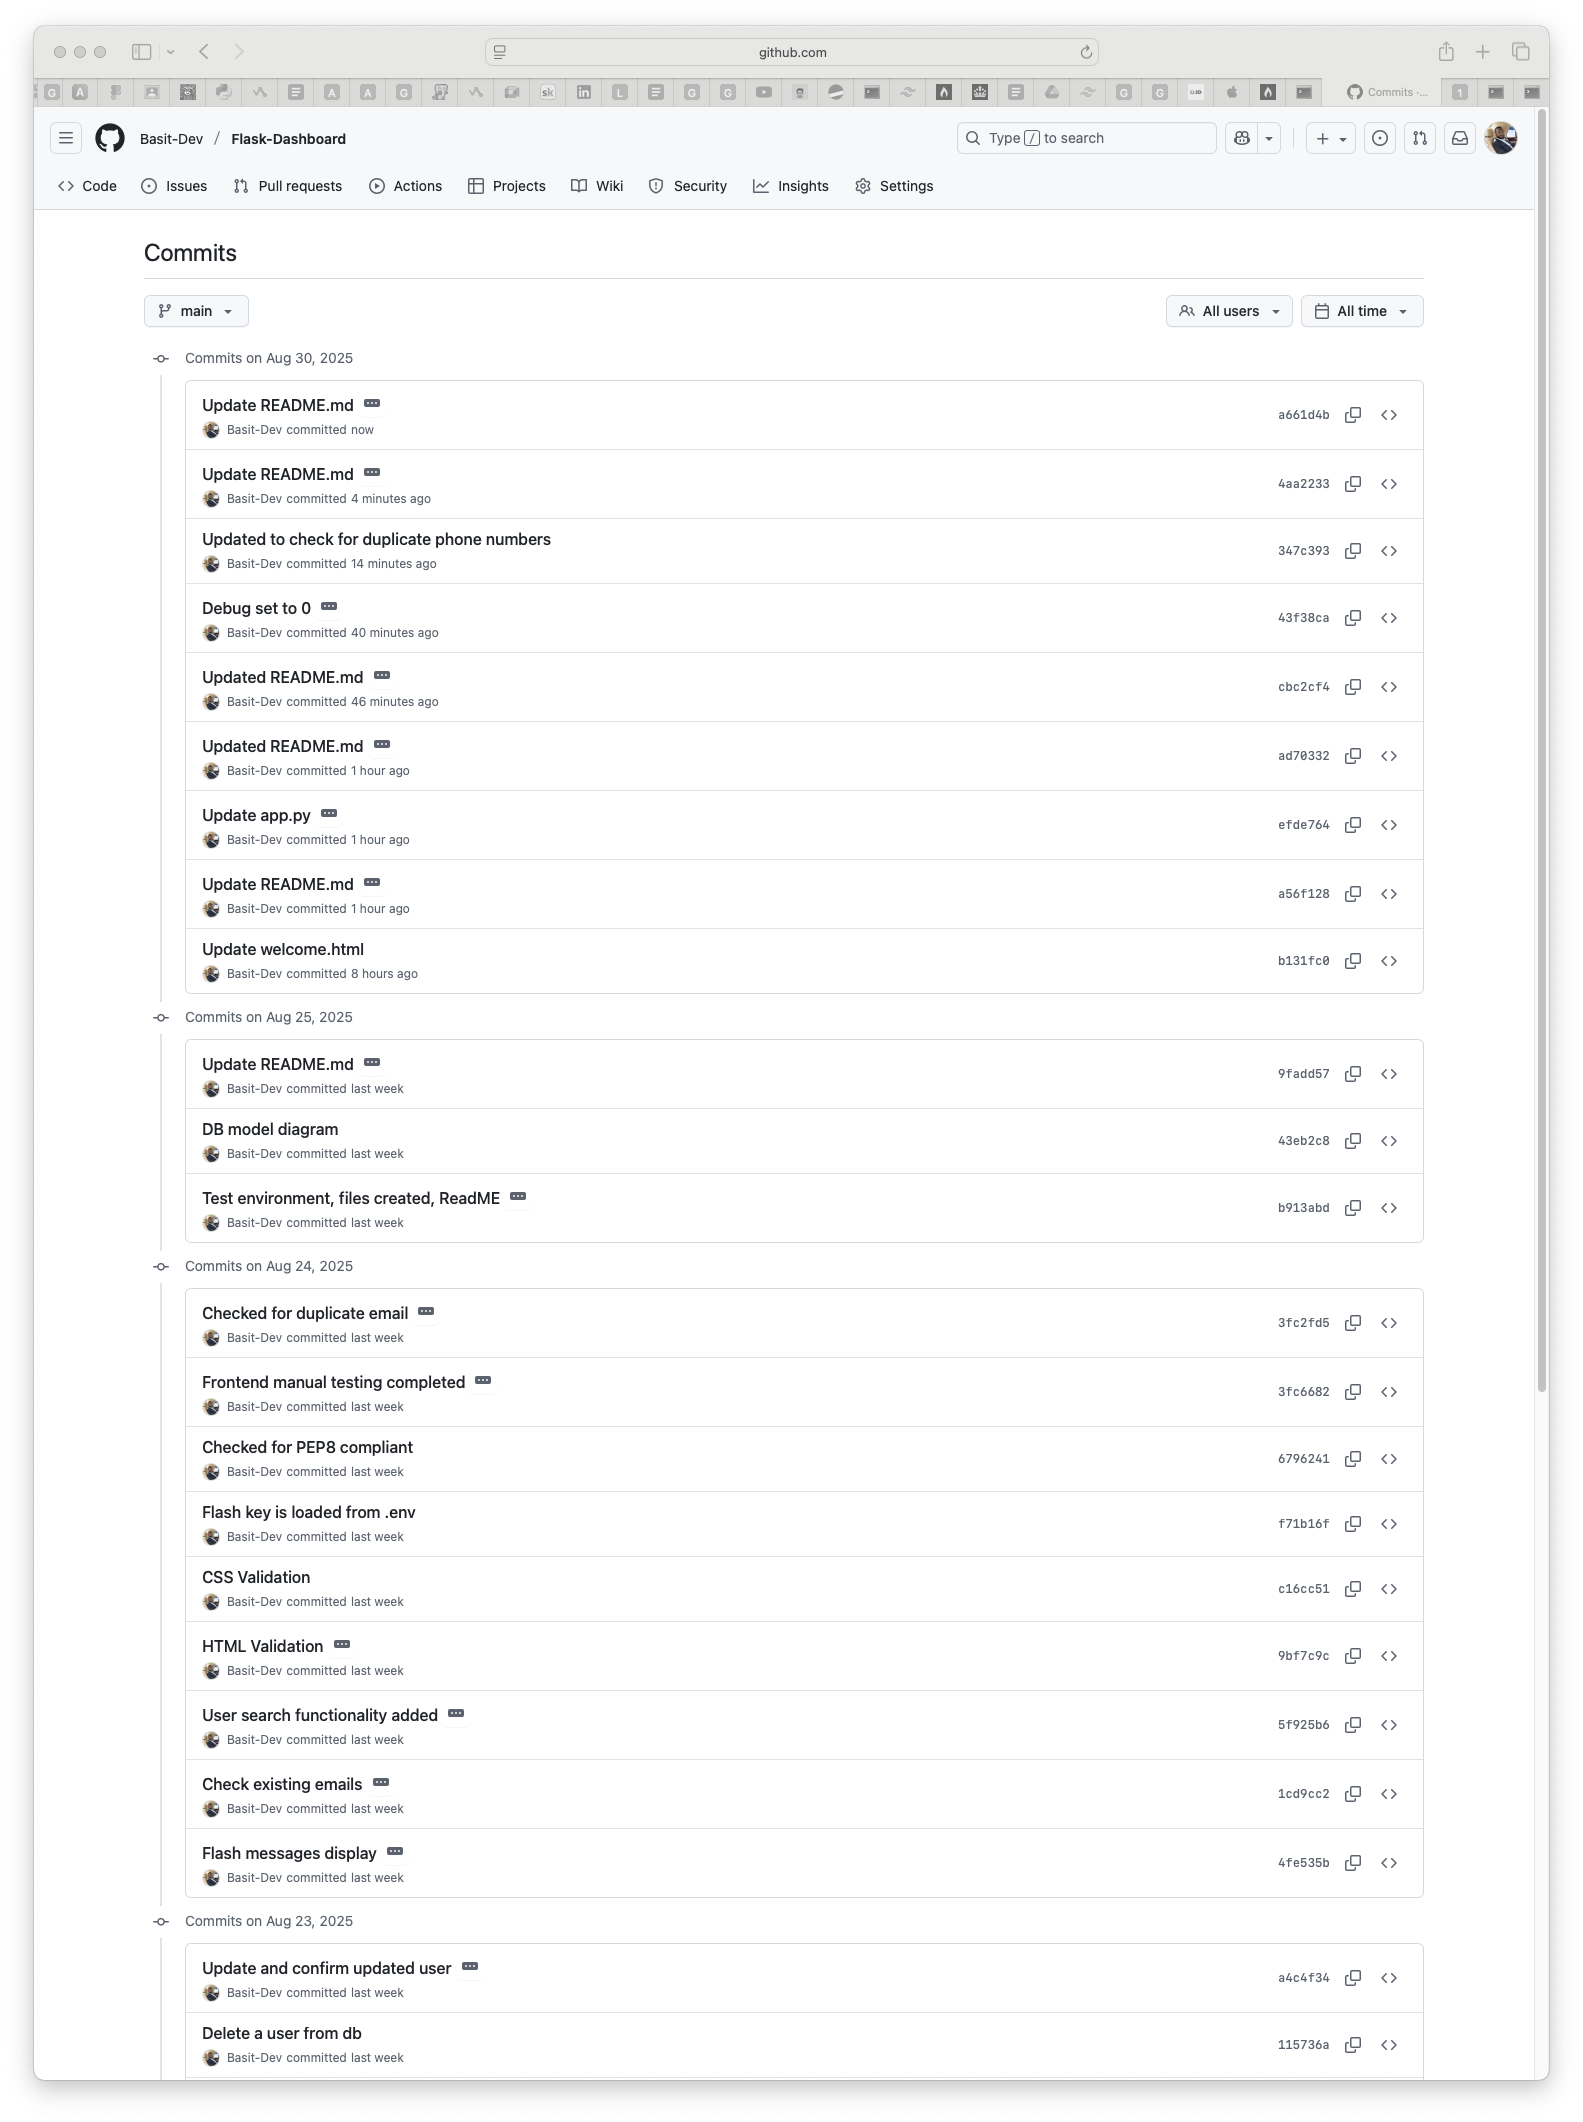 github.com
G
A
A
A
G
sk
in
L
G
G
G
G
Commits ·...
1
Basit-Dev / Flask-Dashboard
Type / to search
Code Issues Pull requests Actions Projects Wiki Security Insights Settings
Commits
main
All users All time
Commits on Aug 30, 2025
Update README.md
Basit-Dev committed now
a661d4b
Update README.md
Basit-Dev committed 4 minutes ago
4aa2233
Updated to check for duplicate phone numbers
Basit-Dev committed 14 minutes ago
347c393
Debug set to 0
Basit-Dev committed 40 minutes ago
43f38ca
Updated README.md
Basit-Dev committed 46 minutes ago
cbc2cf4
Updated README.md
Basit-Dev committed 1 hour ago
ad70332
Update app.py
Basit-Dev committed 1 hour ago
efde764
Update README.md
Basit-Dev committed 1 hour ago
a56f128
Update welcome.html
Basit-Dev committed 8 hours ago
b131fc0
Commits on Aug 25, 2025
Update README.md
Basit-Dev committed last week
9fadd57
DB model diagram
Basit-Dev committed last week
43eb2c8
Test environment, files created, ReadME
Basit-Dev committed last week
b913abd
Commits on Aug 24, 2025
Checked for duplicate email
Basit-Dev committed last week
3fc2fd5
Frontend manual testing completed
Basit-Dev committed last week
3fc6682
Checked for PEP8 compliant
Basit-Dev committed last week
6796241
Flash key is loaded from .env
Basit-Dev committed last week
f71b16f
CSS Validation
Basit-Dev committed last week
c16cc51
HTML Validation
Basit-Dev committed last week
9bf7c9c
User search functionality added
Basit-Dev committed last week
5f925b6
Check existing emails
Basit-Dev committed last week
1cd9cc2
Flash messages display
Basit-Dev committed last week
4fe535b
Commits on Aug 23, 2025
Update and confirm updated user
Basit-Dev committed last week
a4c4f34
Delete a user from db
Basit-Dev committed last week
115736a